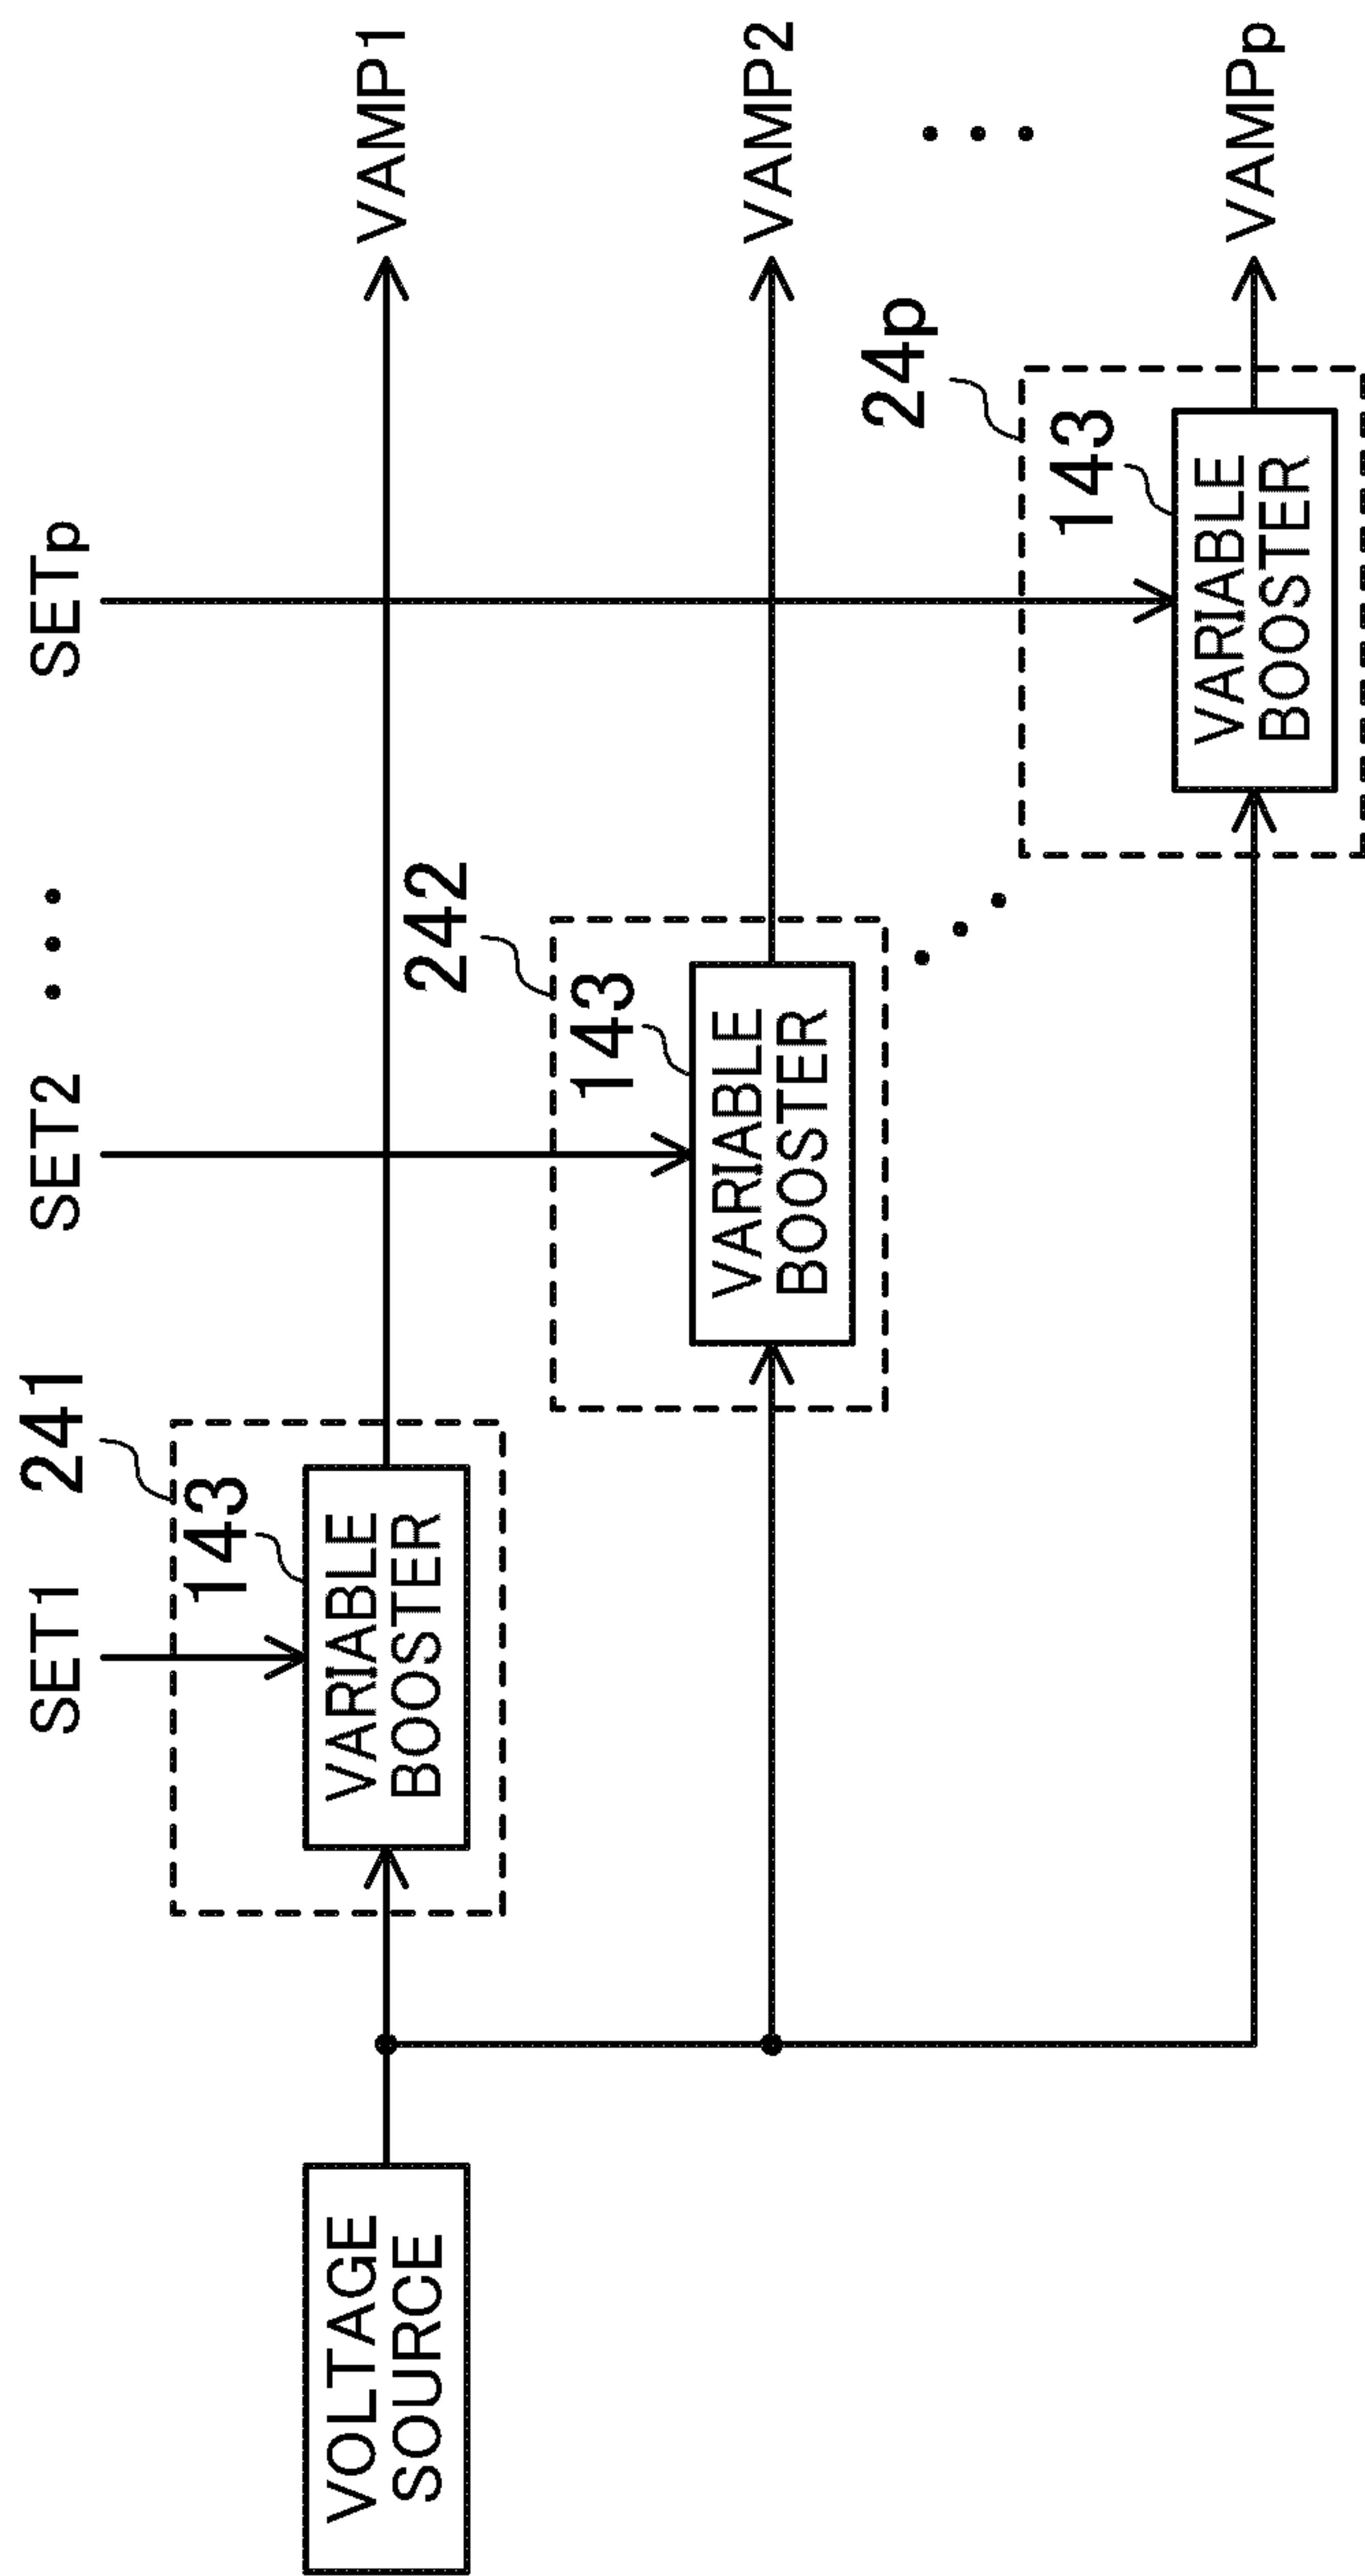 SET1
241
SET2
SETp
143
VARIABLE
BOOSTER
VOLTAGE
SOURCE
VAMP1
242
143
VARIABLE
BOOSTER
VAMP2
24p
143
VARIABLE
BOOSTER
VAMPp